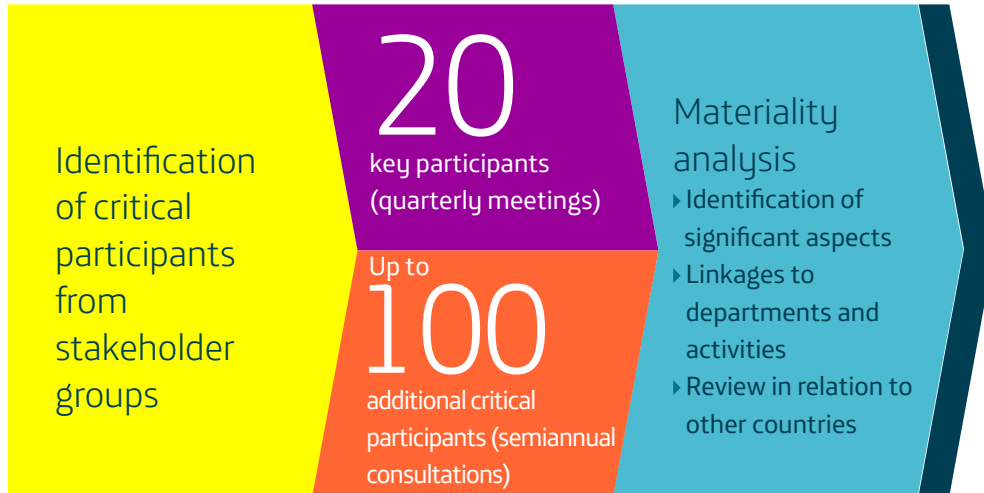 Identification
of critical
participants
from
stakeholder
groups
20
key participants
(quarterly meetings)
Up to
100
additional critical
participants (semiannual
consultations)
Materiality
analysis
Identification of
significant aspects
Linkages to
departments and
activities
Review in relation to
other countries